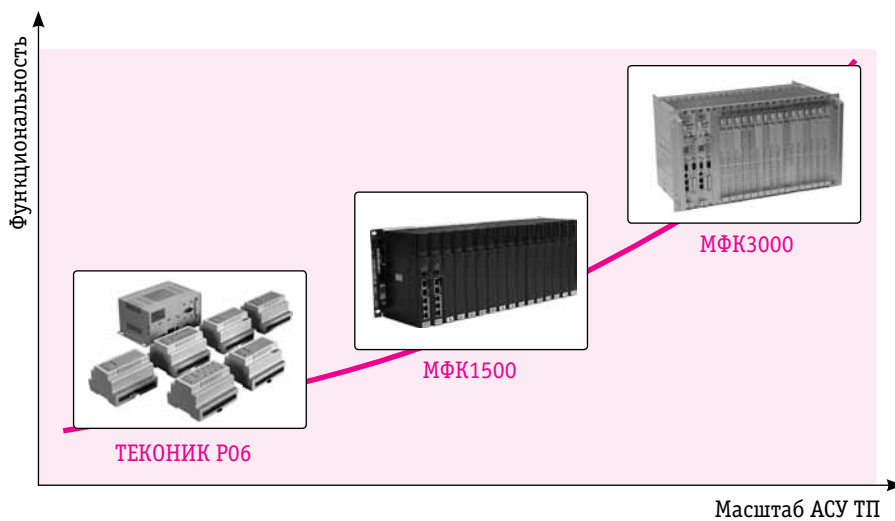 Функциональность
МФК3000
МФК1500
ТЕКОНИК Р06
Масштаб АСУ ТП